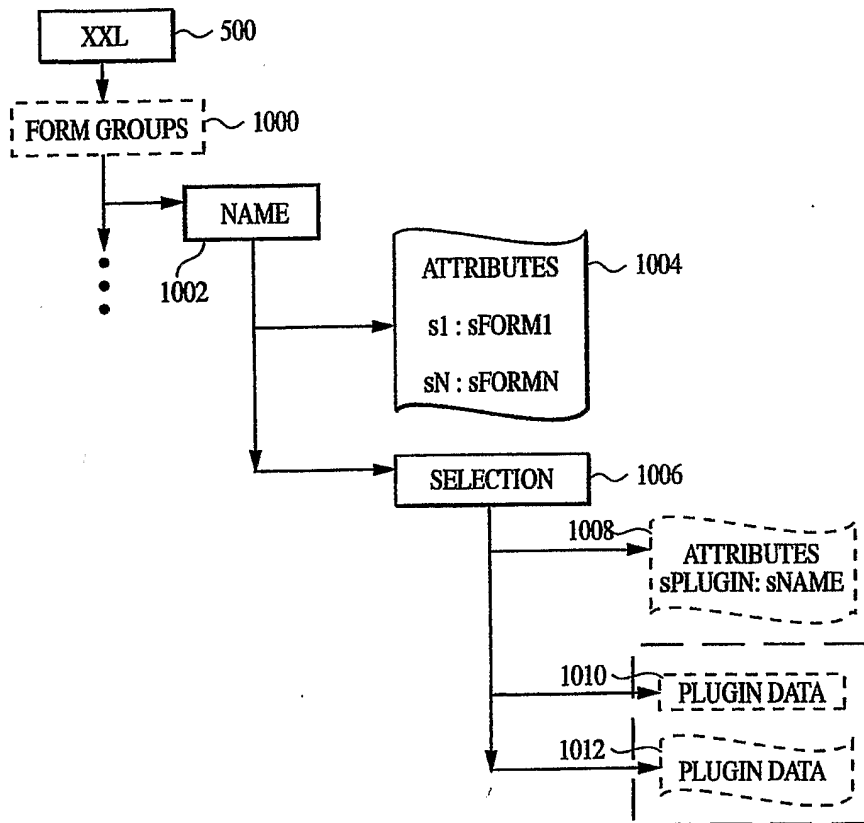 XXL
500
FORM GROUPS
1000
NAME
1002
ATTRIBUTES
1004
s1 : sFORM1
sN : sFORMN
SELECTION
1006
1008
ATTRIBUTES
sPLUGIN: sNAME
1010
PLUGIN DATA
1012
PLUGIN DATA